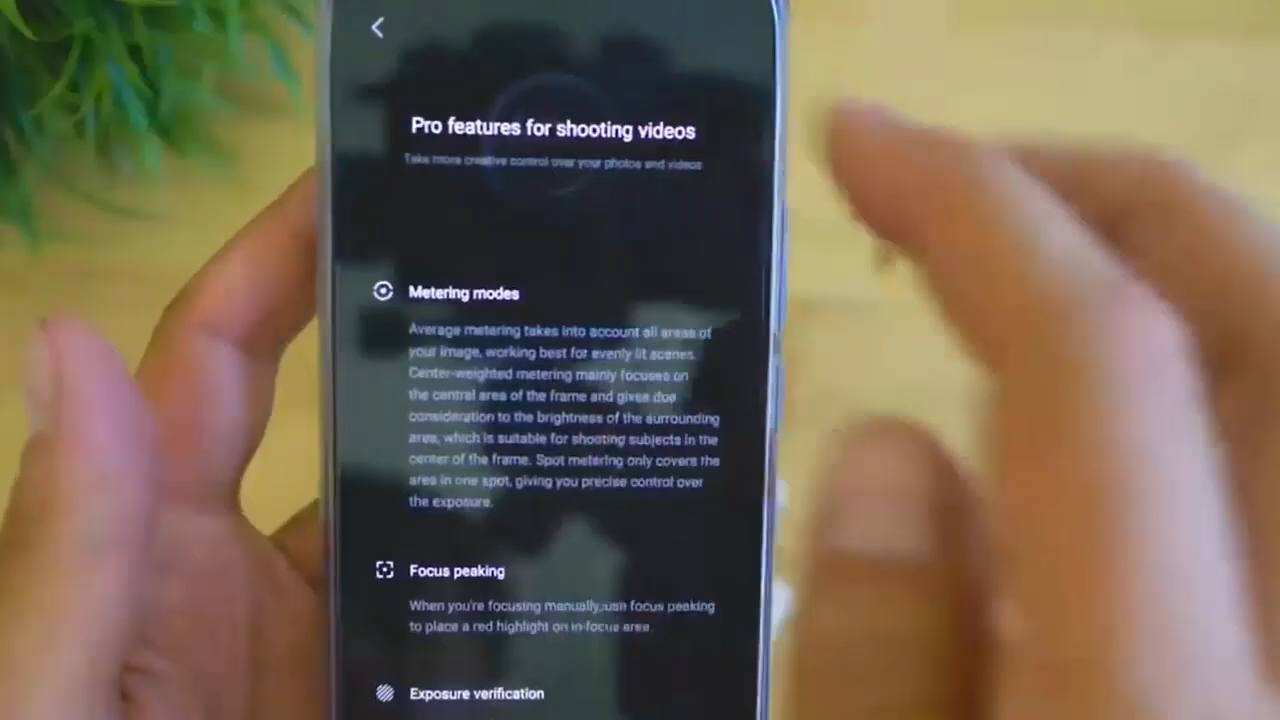 Pro features for shooting videos
Take more creative control over your photos and videos
Metering modes
Average metering takes into account all areas of
your image, working best for evenly lit scenes.
Center-weighted metering mainly focuses on
the central area of the frame and gives due
consideration to the brightness of the surrounding
area, which is suitable for shooting subjects in the
center of the frame. Spot metering only covers the
area in one spot, giving you precise control over
the exposure.
Focus peaking
When you're focusing manually, use focus peaking
to place a red highlight on in-focus area.
Exposure verification